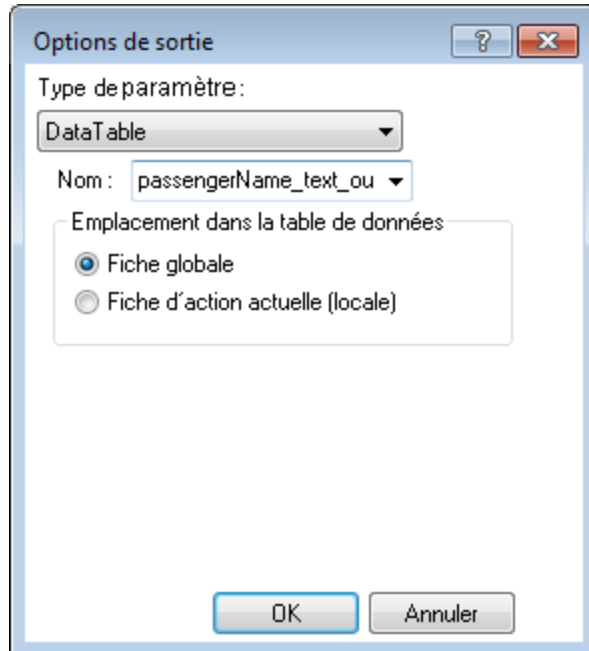 Options de sortie
Type de paramètre :
DataTable
Nom : passengerName_text_ou
Emplacement dans la table de données
Fiche globale
Fiche d´action actuelle (locale)
OK Annuler